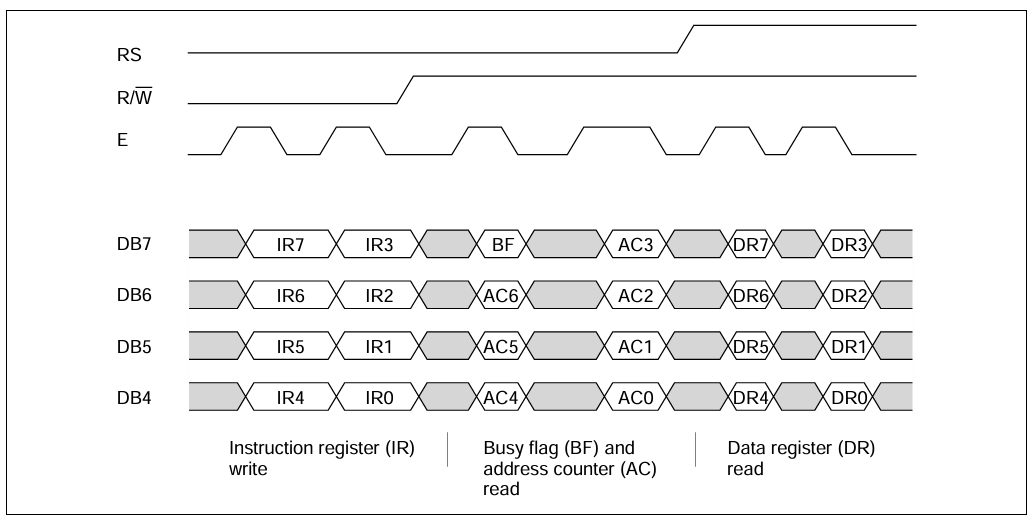 RS
R/W̅
E
DB7 IR7 IR3 BF AC3 DR7 DR3
DB6 IR6 IR2 AC6 AC2 DR6 DR2
DB5 IR5 IR1 AC5 AC1 DR5 DR1
DB4 IR4 IR0 AC4 AC0 DR4 DR0
Instruction register (IR)
write
Busy flag (BF) and
address counter (AC)
read
Data register (DR)
read